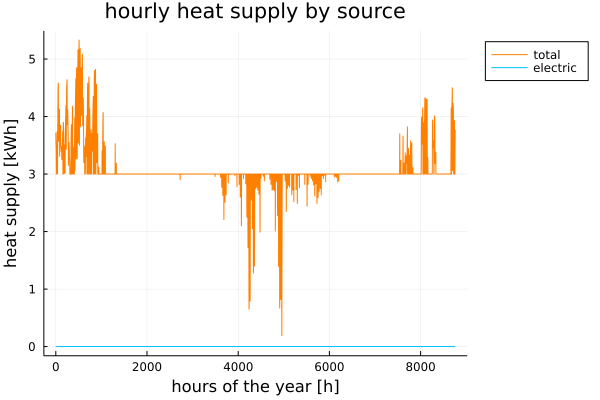 hourly heat supply by source
total
electric
heat supply [kWh]
5
4
3
2
1
0
0 2000 4000 6000 8000
hours of the year [h]